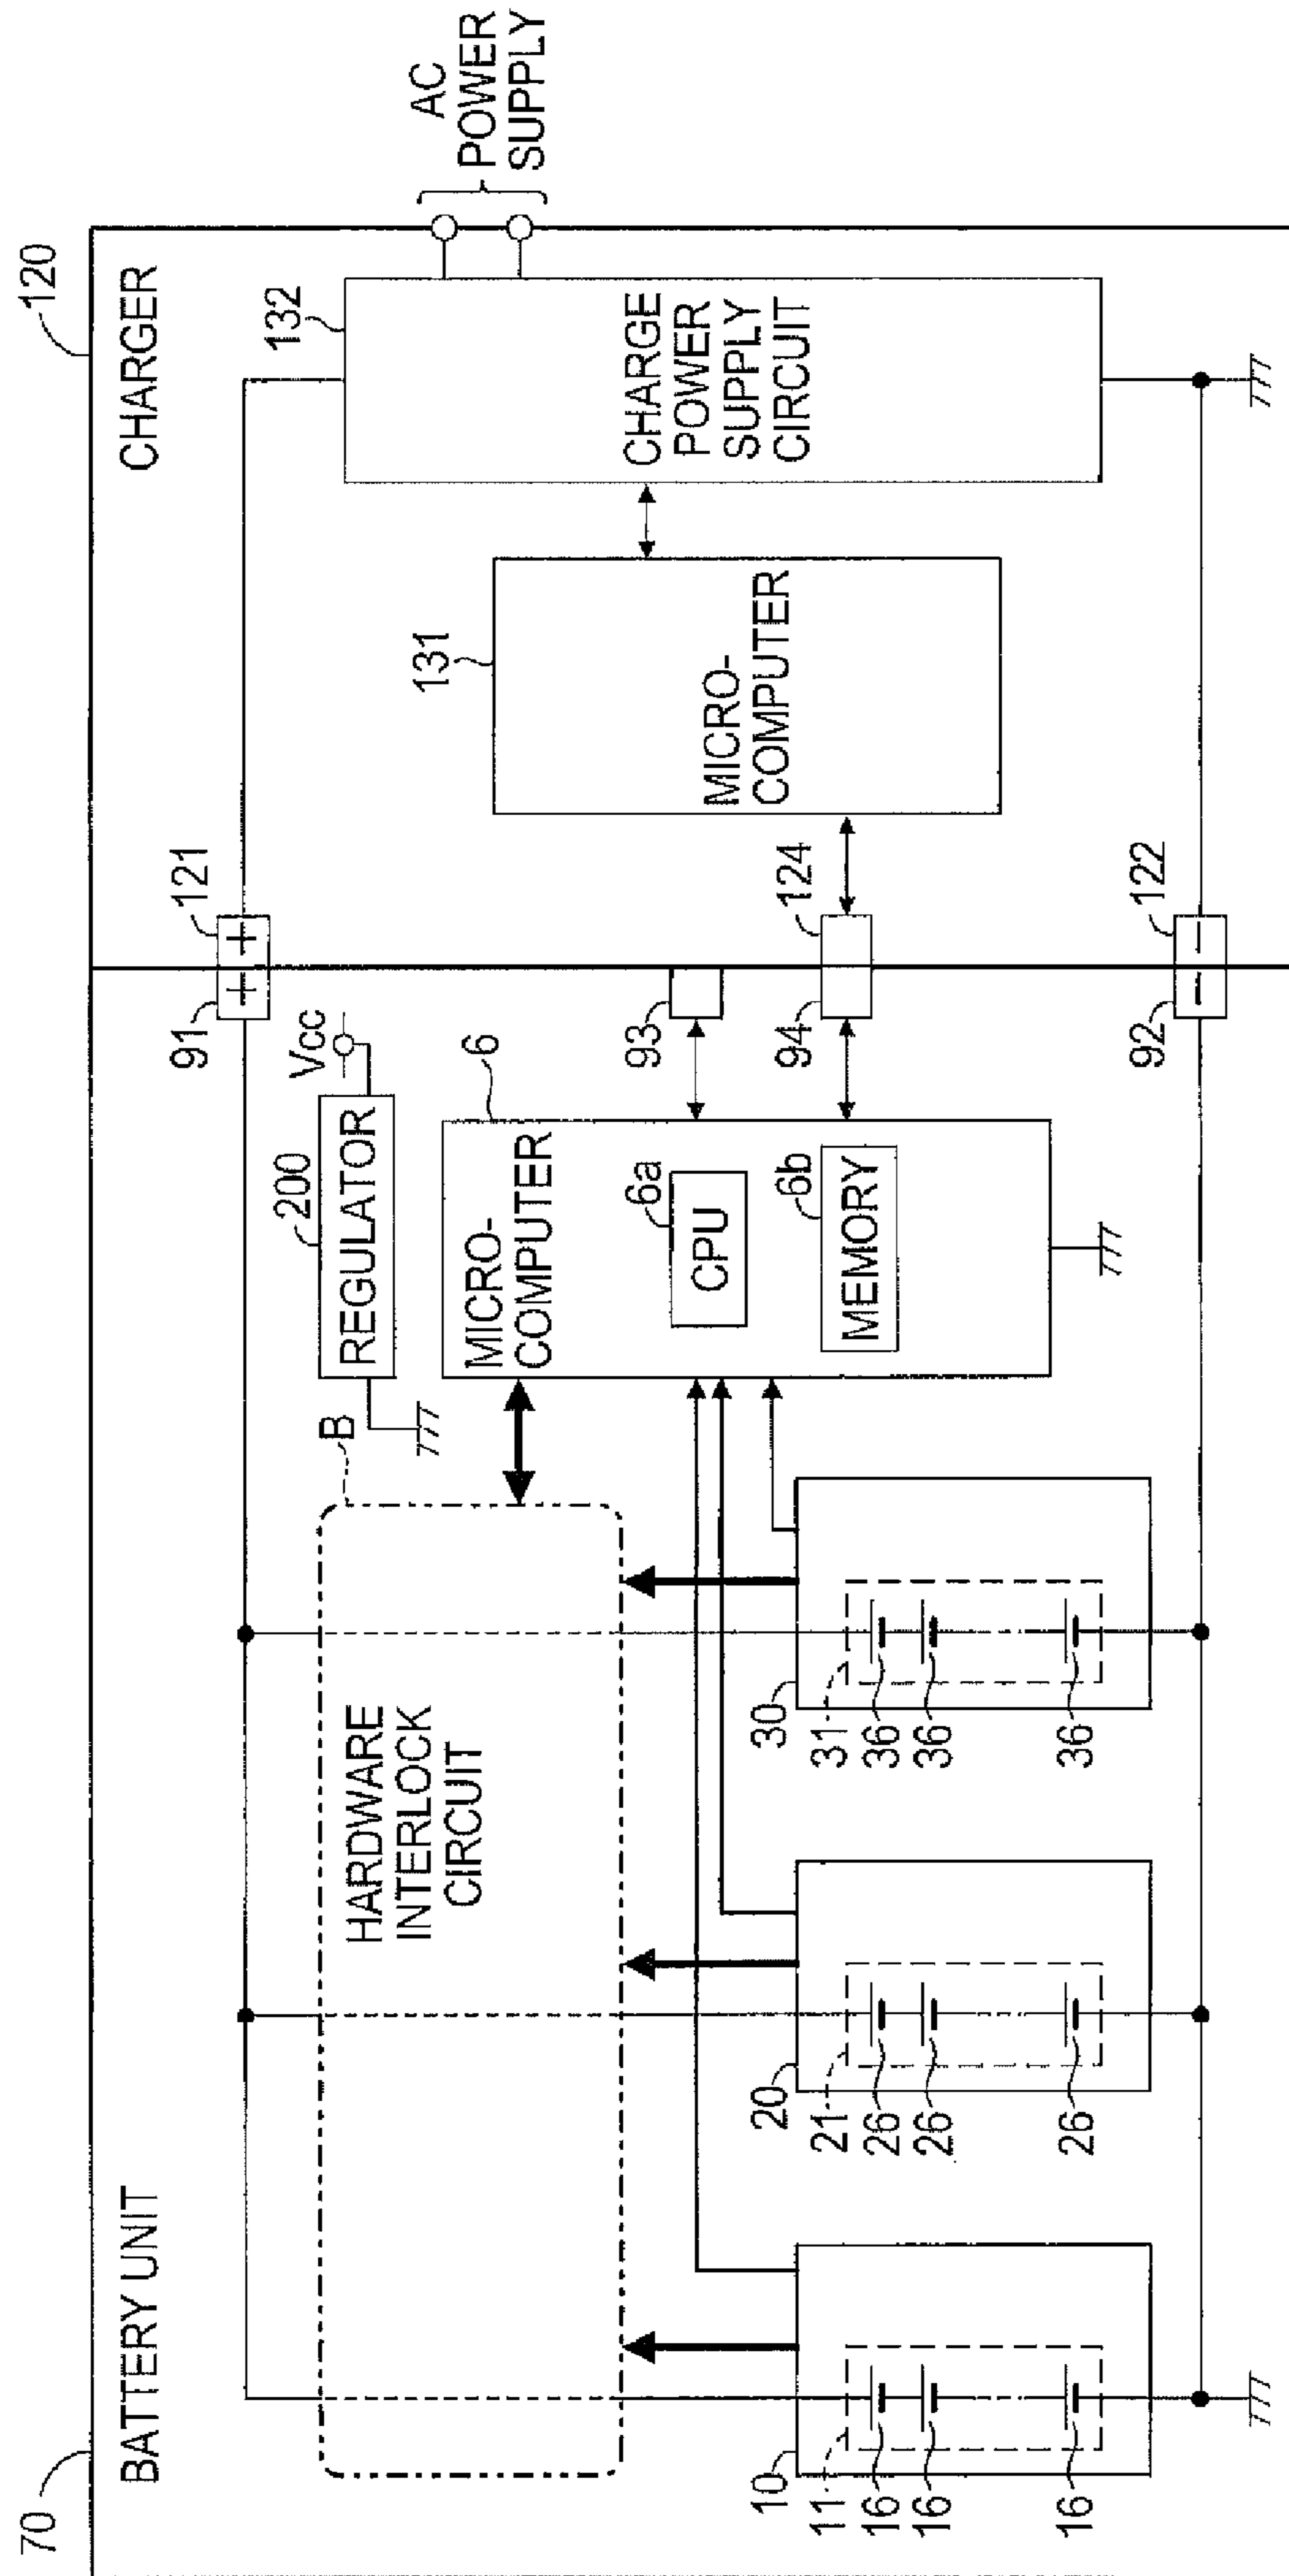 70
BATTERY UNIT
120
CHARGER
91
121
Vcc
200
REGULATOR
B
HARDWARE
INTERLOCK
CIRCUIT
6
MICRO-
COMPUTER
6a
CPU
6b
MEMORY
93
94
124
92
122
131
MICRO-
COMPUTER
132
CHARGE
POWER
SUPPLY
CIRCUIT
AC
POWER
SUPPLY
10
11
16
16
16
20
21
26
26
26
30
31
36
36
36
+
+
−
−